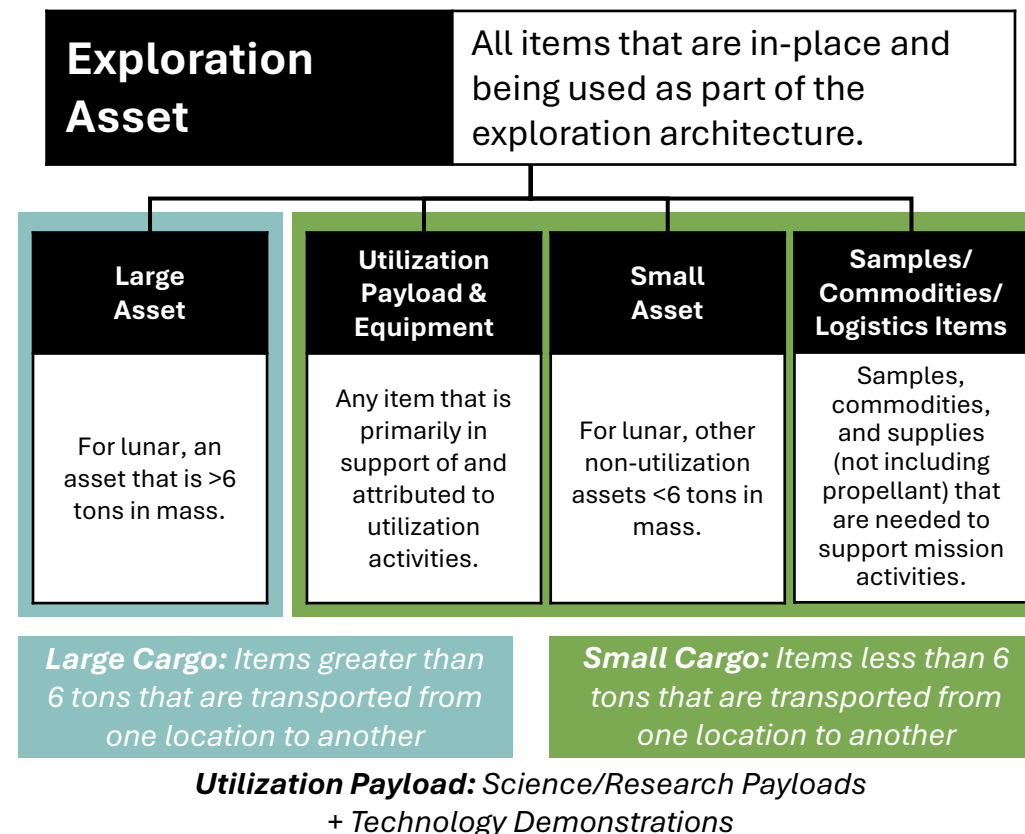 Exploration
Asset
All items that are in-place and
being used as part of the
exploration architecture.
Large
Asset
For lunar, an
asset that is >6
tons in mass.
Utilization
Payload &
Equipment
Any item that is
primarily in
support of and
attributed to
utilization
activities.
Small
Asset
For lunar, other
non-utilization
assets <6 tons in
mass.
Samples/
Commodities/
Logistics Items
Samples,
commodities,
and supplies
(not including
propellant) that
are needed to
support mission
activities.
Large Cargo: Items greater than
6 tons that are transported from
one location to another
Small Cargo: Items less than 6
tons that are transported from
one location to another
Utilization Payload: Science/Research Payloads
+ Technology Demonstrations